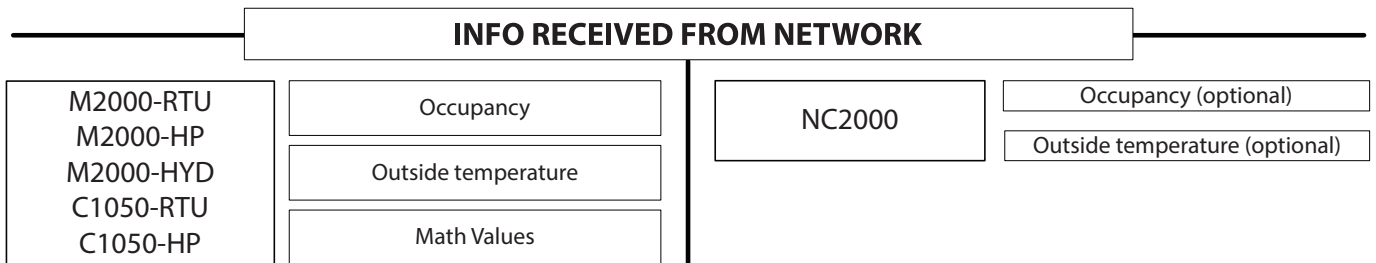 INFO RECEIVED FROM NETWORK
M2000-RTU
M2000-HP
M2000-HYD
C1050-RTU
C1050-HP
Occupancy
Outside temperature
Math Values
NC2000
Occupancy (optional)
Outside temperature (optional)